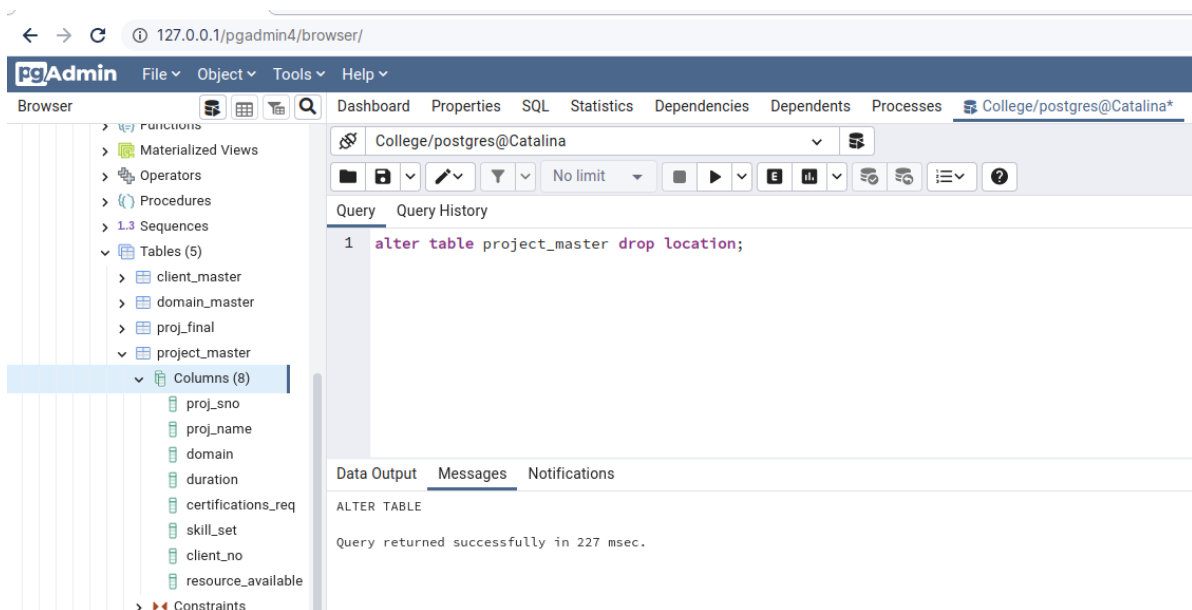 127.0.0.1/pgadmin4/browser/
pgAdmin File Object Tools Help
Browser
Dashboard Properties SQL Statistics Dependencies Dependents Processes College/postgres@Catalina*
Functions
Materialized Views
Operators
Procedures
1.3 Sequences
Tables (5)
client_master
domain_master
proj_final
project_master
Columns (8)
proj_sno
proj_name
domain
duration
certifications_req
skill_set
client_no
resource_available
Constraints
College/postgres@Catalina
No limit E
Query Query History
1 alter table project_master drop location;
Data Output Messages Notifications
ALTER TABLE
Query returned successfully in 227 msec.